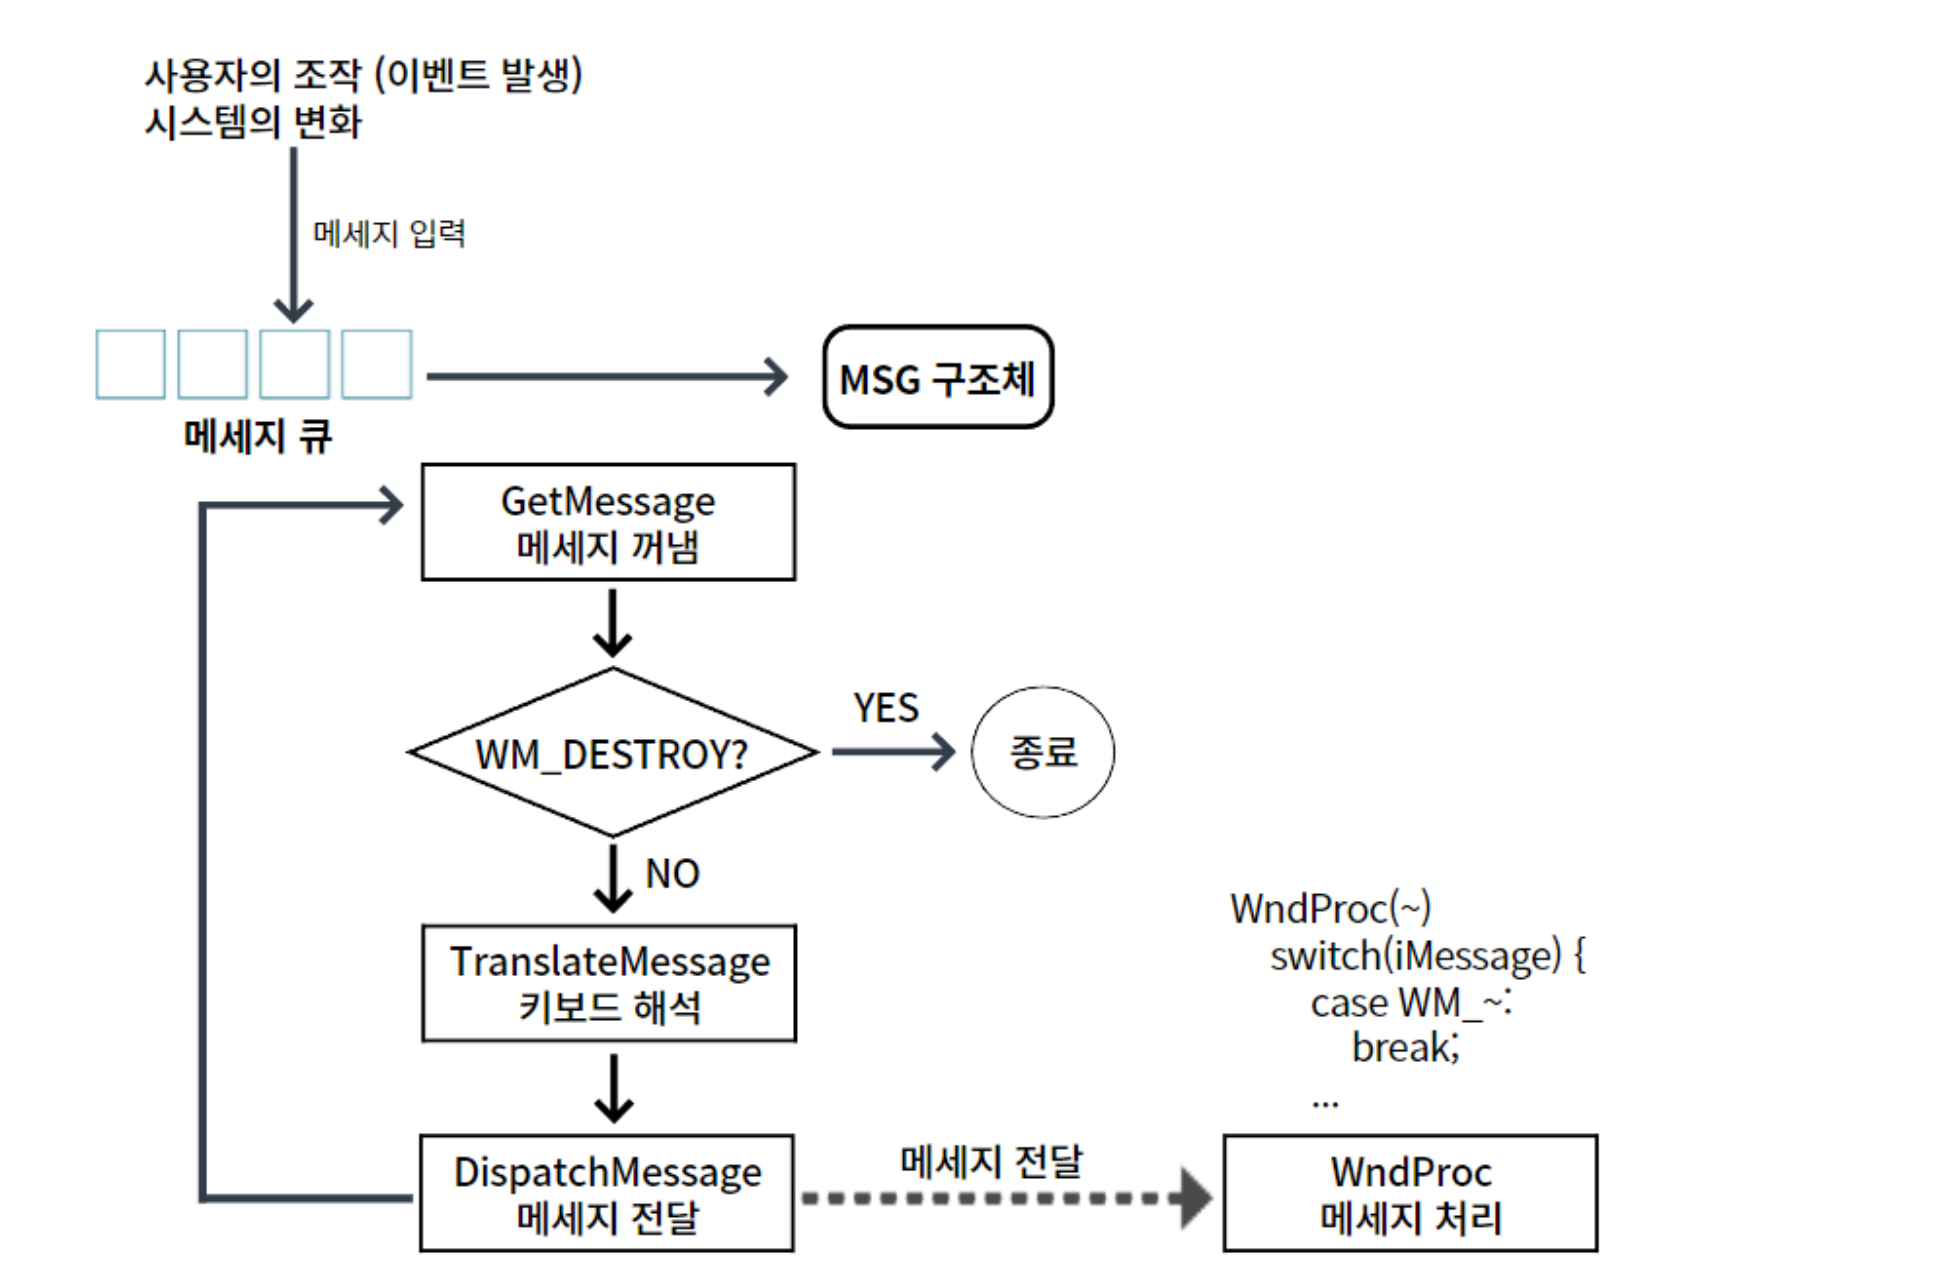 사용자의 조작 (이벤트 발생)
시스템의 변화
메세지 입력
메세지 큐
MSG 구조체
GetMessage
메세지 꺼냄
WM_DESTROY?
YES
종료
NO
TranslateMessage
키보드 해석
DispatchMessage
메세지 전달
메세지 전달
WndProc(~)
switch(iMessage) {
case WM_~:
break;
...
WndProc
메세지 처리